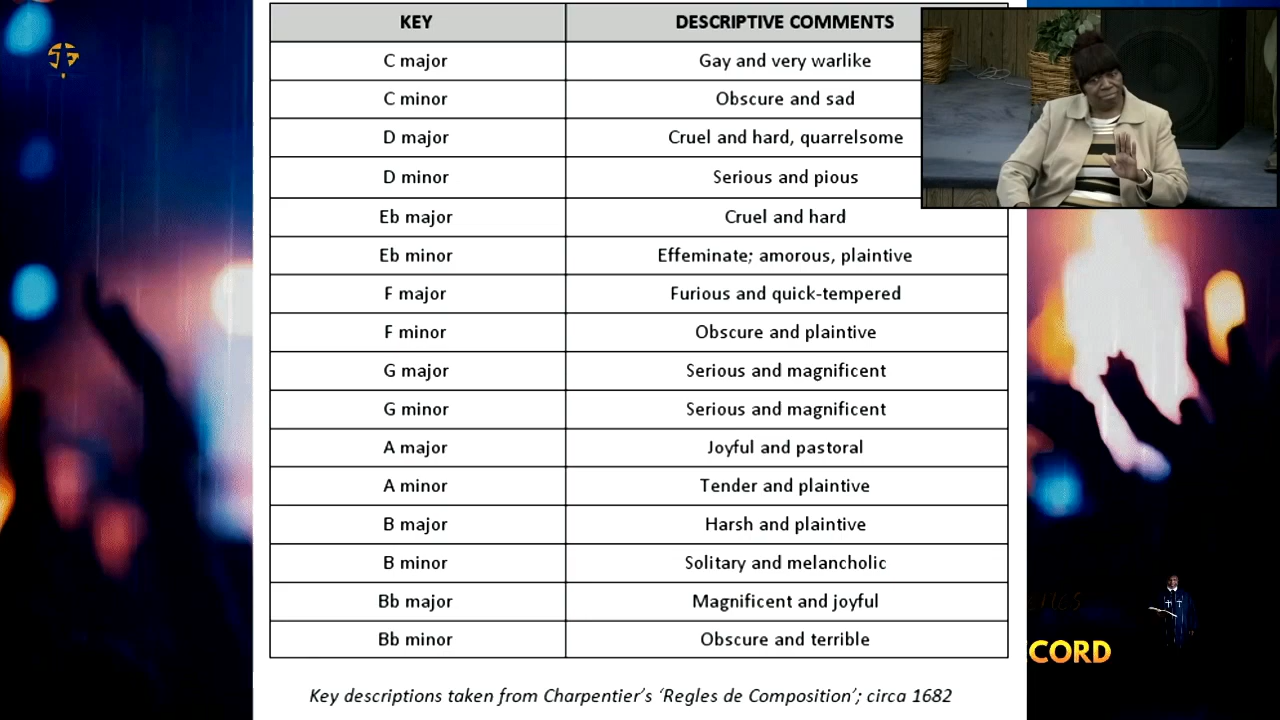 KEY DESCRIPTIVE COMMENTS
C major Gay and very warlike
C minor Obscure and sad
D major Cruel and hard, quarrelsome
D minor Serious and pious
Eb major Cruel and hard
Eb minor Effeminate; amorous, plaintive
F major Furious and quick-tempered
F minor Obscure and plaintive
G major Serious and magnificent
G minor Serious and magnificent
A major Joyful and pastoral
A minor Tender and plaintive
B major Harsh and plaintive
B minor Solitary and melancholic
Bb major Magnificent and joyful
Bb minor Obscure and terrible
CORD
Key descriptions taken from Charpentier's 'Regles de Composition'; circa 1682